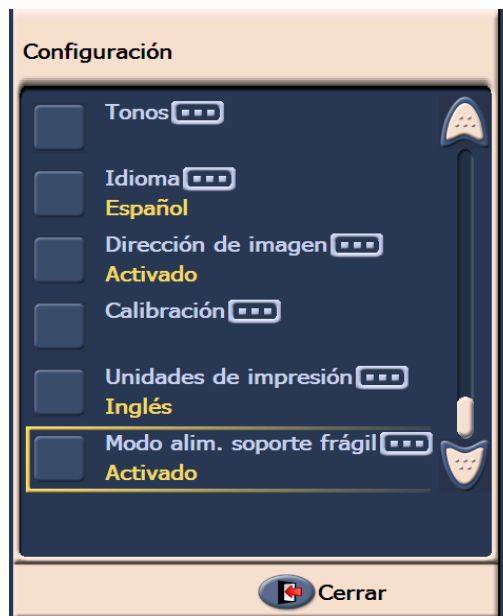 Configuración
Tonos
Idioma
Español
Dirección de imagen
Activado
Calibración
Unidades de impresión
Inglés
Modo alim. soporte frágil
Activado
Cerrar